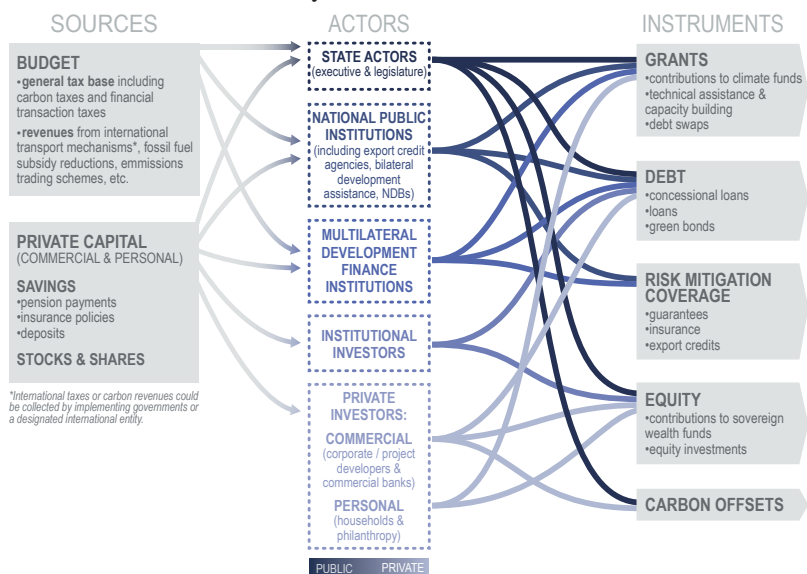 SOURCES
ACTORS
INSTRUMENTS
BUDGET
•general tax base including
carbon taxes and financial
transaction taxes
•revenues from international
transport mechanisms*, fossil fuel
subsidy reductions, emmissions
trading schemes, etc.
PRIVATE CAPITAL
(COMMERCIAL & PERSONAL)
SAVINGS
•pension payments
•insurance policies
•deposits
STOCKS & SHARES
*International taxes or carbon revenues could
be collected by implementing governments or
a designated international entity.
STATE ACTORS
(executive & legislature)
NATIONAL PUBLIC
INSTITUTIONS
(including export credit
agencies, bilateral
development
assistance, NDBs)
MULTILATERAL
DEVELOPMENT
FINANCE
INSTITUTIONS
INSTITUTIONAL
INVESTORS
PRIVATE
INVESTORS:
COMMERCIAL
(corporate / project
developers &
commercial banks)
PERSONAL
(households &
philanthropy)
PUBLIC PRIVATE
GRANTS
•contributions to climate funds
•technical assistance &
capacity building
•debt swaps
DEBT
•concessional loans
•loans
•green bonds
RISK MITIGATION
COVERAGE
•guarantees
•insurance
•export credits
EQUITY
•contributions to sovereign
wealth funds
•equity investments
CARBON OFFSETS